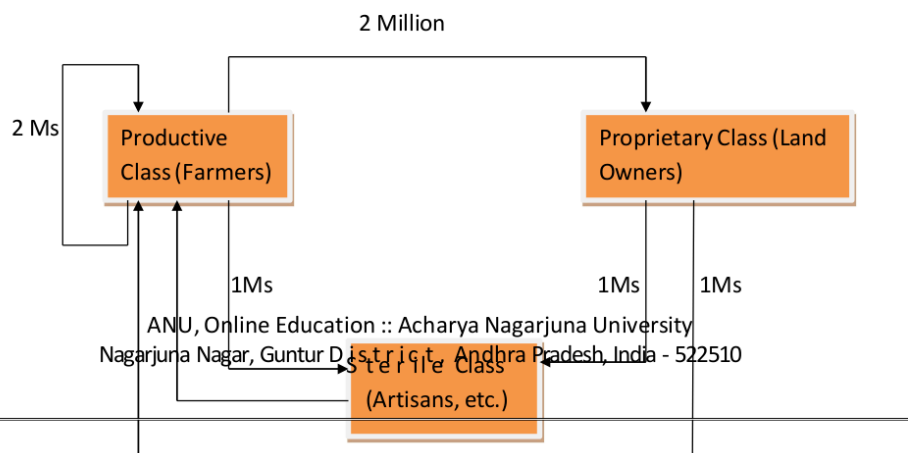 2 Million
2 Ms
Productive
Class (Farmers)
Proprietary Class (Land
Owners)
1Ms
1Ms
1Ms
ANU, Online Education :: Acharya Nagarjuna University
Nagarjuna Nagar, Guntur District, Andhra Pradesh, India - 522510
Sterile Class
(Artisans, etc.)